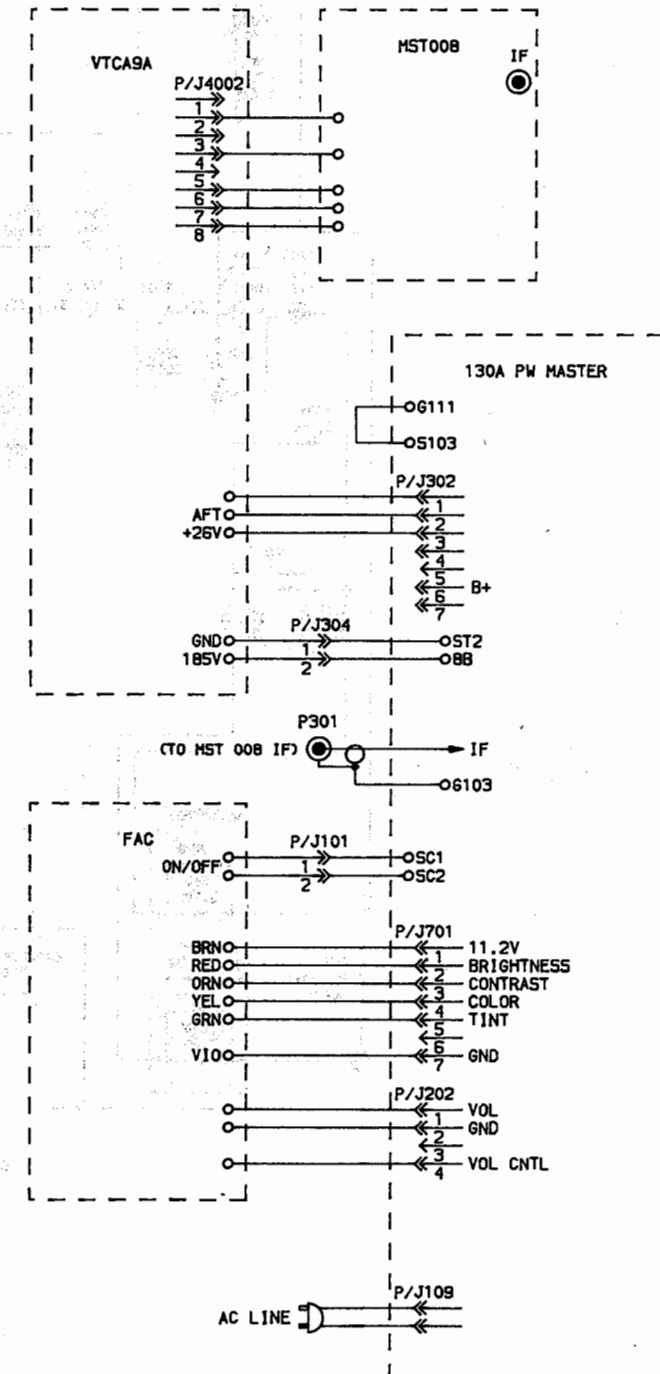 VTCA9A
MST008
IF
P/J4002
1
2
3
4
5
6
7
8
130A PW MASTER
G111
S103
P/J302
1
AFT
2
+26V
3
4
5
B+
6
7
P/J304
GND
ST2
1
185V
BB
2
P301
(TO MST 008 IF)
IF
G103
FAC
P/J101
ON/OFF
SC1
1
SC2
2
P/J701
BRN
11.2V
1
RED
BRIGHTNESS
2
ORN
CONTRAST
3
YEL
COLOR
4
GRN
TINT
5
6
VIO
GND
7
P/J202
VOL
1
GND
2
3
VOL CNTL
4
P/J109
AC LINE